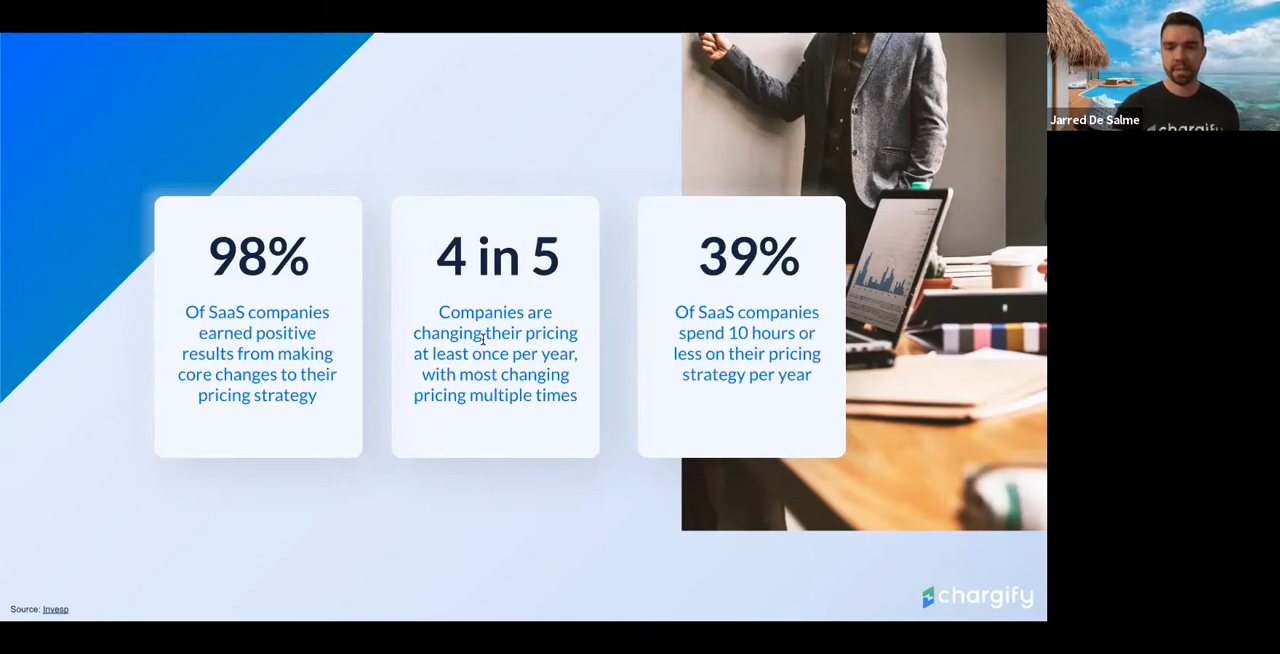 98%
Of SaaS companies
earned positive
results from making
core changes to their
pricing strategy
4 in 5
Companies are
changing their pricing
at least once per year,
with most changing
pricing multiple times
39%
Of SaaS companies
spend 10 hours or
less on their pricing
strategy per year
Source: Invesp
chargify
Jarred De Salme
chargify